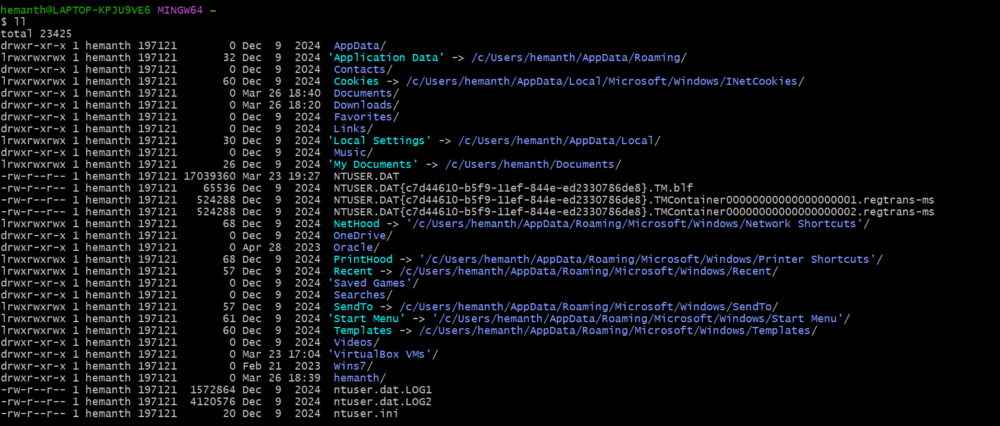 hemanth@LAPTOP-KPJU9VE6 MINGW64 ~
$ ll
total 23425
drwxr-xr-x 1 hemanth 197121        0 Dec  9  2024  AppData/
lrwxrwxrwx 1 hemanth 197121       32 Dec  9  2024 'Application Data' -> /c/Users/hemanth/AppData/Roaming/
drwxr-xr-x 1 hemanth 197121        0 Dec  9  2024  Contacts/
lrwxrwxrwx 1 hemanth 197121       60 Dec  9  2024  Cookies -> /c/Users/hemanth/AppData/Local/Microsoft/Windows/INetCookies/
drwxr-xr-x 1 hemanth 197121        0 Mar 26 18:40  Documents/
drwxr-xr-x 1 hemanth 197121        0 Mar 26 18:20  Downloads/
drwxr-xr-x 1 hemanth 197121        0 Dec  9  2024  Favorites/
drwxr-xr-x 1 hemanth 197121        0 Dec  9  2024  Links/
lrwxrwxrwx 1 hemanth 197121       30 Dec  9  2024 'Local Settings' -> /c/Users/hemanth/AppData/Local/
drwxr-xr-x 1 hemanth 197121        0 Dec  9  2024  Music/
lrwxrwxrwx 1 hemanth 197121       26 Dec  9  2024 'My Documents' -> /c/Users/hemanth/Documents/
-rw-r--r-- 1 hemanth 197121 17039360 Mar 23 19:27  NTUSER.DAT
-rw-r--r-- 1 hemanth 197121    65536 Dec  9  2024  NTUSER.DAT{c7d44610-b5f9-11ef-844e-ed2330786de8}.TM.blf
-rw-r--r-- 1 hemanth 197121   524288 Dec  9  2024  NTUSER.DAT{c7d44610-b5f9-11ef-844e-ed2330786de8}.TMContainer00000000000000000001.regtrans-ms
-rw-r--r-- 1 hemanth 197121   524288 Dec  9  2024  NTUSER.DAT{c7d44610-b5f9-11ef-844e-ed2330786de8}.TMContainer00000000000000000002.regtrans-ms
lrwxrwxrwx 1 hemanth 197121       68 Dec  9  2024  NetHood -> '/c/Users/hemanth/AppData/Roaming/Microsoft/Windows/Network Shortcuts'/
drwxr-xr-x 1 hemanth 197121        0 Dec  9  2024  OneDrive/
drwxr-xr-x 1 hemanth 197121        0 Apr 28  2023  Oracle/
lrwxrwxrwx 1 hemanth 197121       68 Dec  9  2024  PrintHood -> '/c/Users/hemanth/AppData/Roaming/Microsoft/Windows/Printer Shortcuts'/
lrwxrwxrwx 1 hemanth 197121       57 Dec  9  2024  Recent -> /c/Users/hemanth/AppData/Roaming/Microsoft/Windows/Recent/
drwxr-xr-x 1 hemanth 197121        0 Dec  9  2024 'Saved Games'/
drwxr-xr-x 1 hemanth 197121        0 Dec  9  2024  Searches/
lrwxrwxrwx 1 hemanth 197121       57 Dec  9  2024  SendTo -> /c/Users/hemanth/AppData/Roaming/Microsoft/Windows/SendTo/
lrwxrwxrwx 1 hemanth 197121       61 Dec  9  2024 'Start Menu' -> '/c/Users/hemanth/AppData/Roaming/Microsoft/Windows/Start Menu'/
lrwxrwxrwx 1 hemanth 197121       60 Dec  9  2024  Templates -> /c/Users/hemanth/AppData/Roaming/Microsoft/Windows/Templates/
drwxr-xr-x 1 hemanth 197121        0 Dec  9  2024  Videos/
drwxr-xr-x 1 hemanth 197121        0 Mar 23 17:04 'VirtualBox VMs'/
drwxr-xr-x 1 hemanth 197121        0 Feb 21  2023  Wins7/
drwxr-xr-x 1 hemanth 197121        0 Mar 26 18:39  hemanth/
-rw-r--r-- 1 hemanth 197121  1572864 Dec  9  2024  ntuser.dat.LOG1
-rw-r--r-- 1 hemanth 197121  4120576 Dec  9  2024  ntuser.dat.LOG2
-rw-r--r-- 1 hemanth 197121       20 Dec  9  2024  ntuser.ini